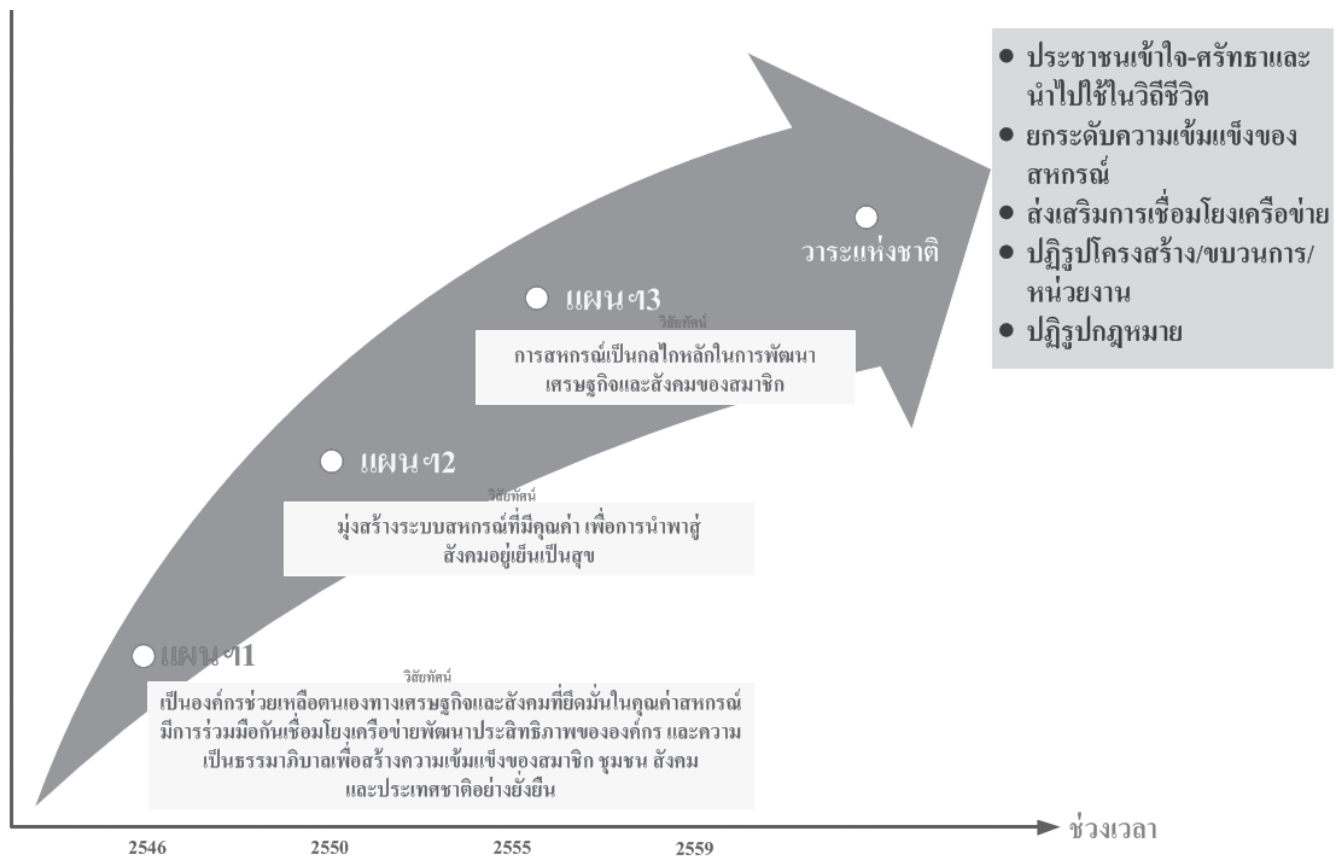 ● ประชาชนเข้าใจ-ศรัทธาและ
นำไปใช้ในวิถีชีวิต
● ยกระดับความเข้มแข็งของ
สหกรณ์
● ส่งเสริมการเชื่อมโยงเครือข่าย
● ปฏิรูปโครงสร้าง/ขบวนการ/
หน่วยงาน
● ปฏิรูปกฎหมาย
วาระแห่งชาติ
แผนฯ3
วิสัยทัศน์
การสหกรณ์เป็นกลไกหลักในการพัฒนา
เศรษฐกิจและสังคมของสมาชิก
แผนฯ2
วิสัยทัศน์
มุ่งสร้างระบบสหกรณ์ที่มีคุณค่า เพื่อการนำพาสู่
สังคมอยู่เย็นเป็นสุข
แผนฯ1
วิสัยทัศน์
เป็นองค์กรช่วยเหลือตนเองทางเศรษฐกิจและสังคมที่ยึดมั่นในคุณค่าสหกรณ์
มีการร่วมมือกันเชื่อมโยงเครือข่ายพัฒนาประสิทธิภาพขององค์กร และความ
เป็นธรรมาภิบาลเพื่อสร้างความเข้มแข็งของสมาชิก ชุมชน สังคม
และประเทศชาติอย่างยั่งยืน
ช่วงเวลา
2546 2550 2555 2559